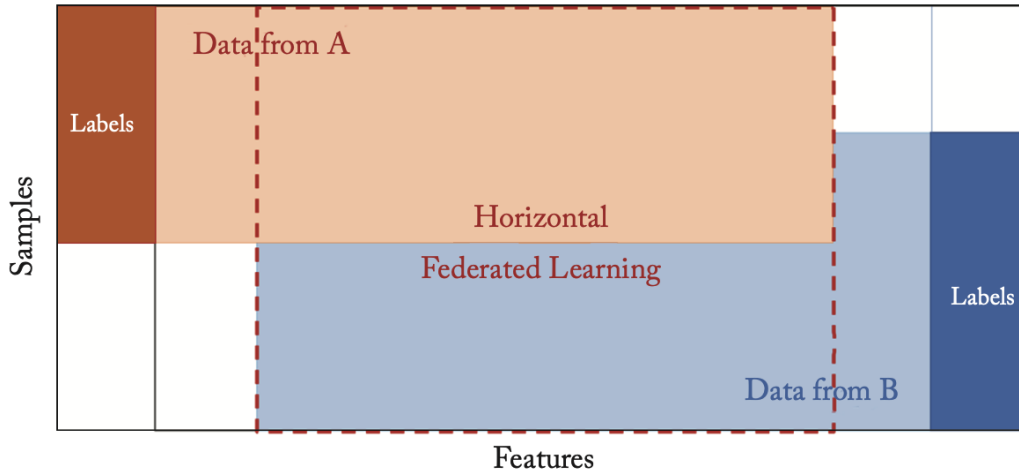 Data from A
Labels
Samples
Horizontal
Federated Learning
Labels
Data from B
Features